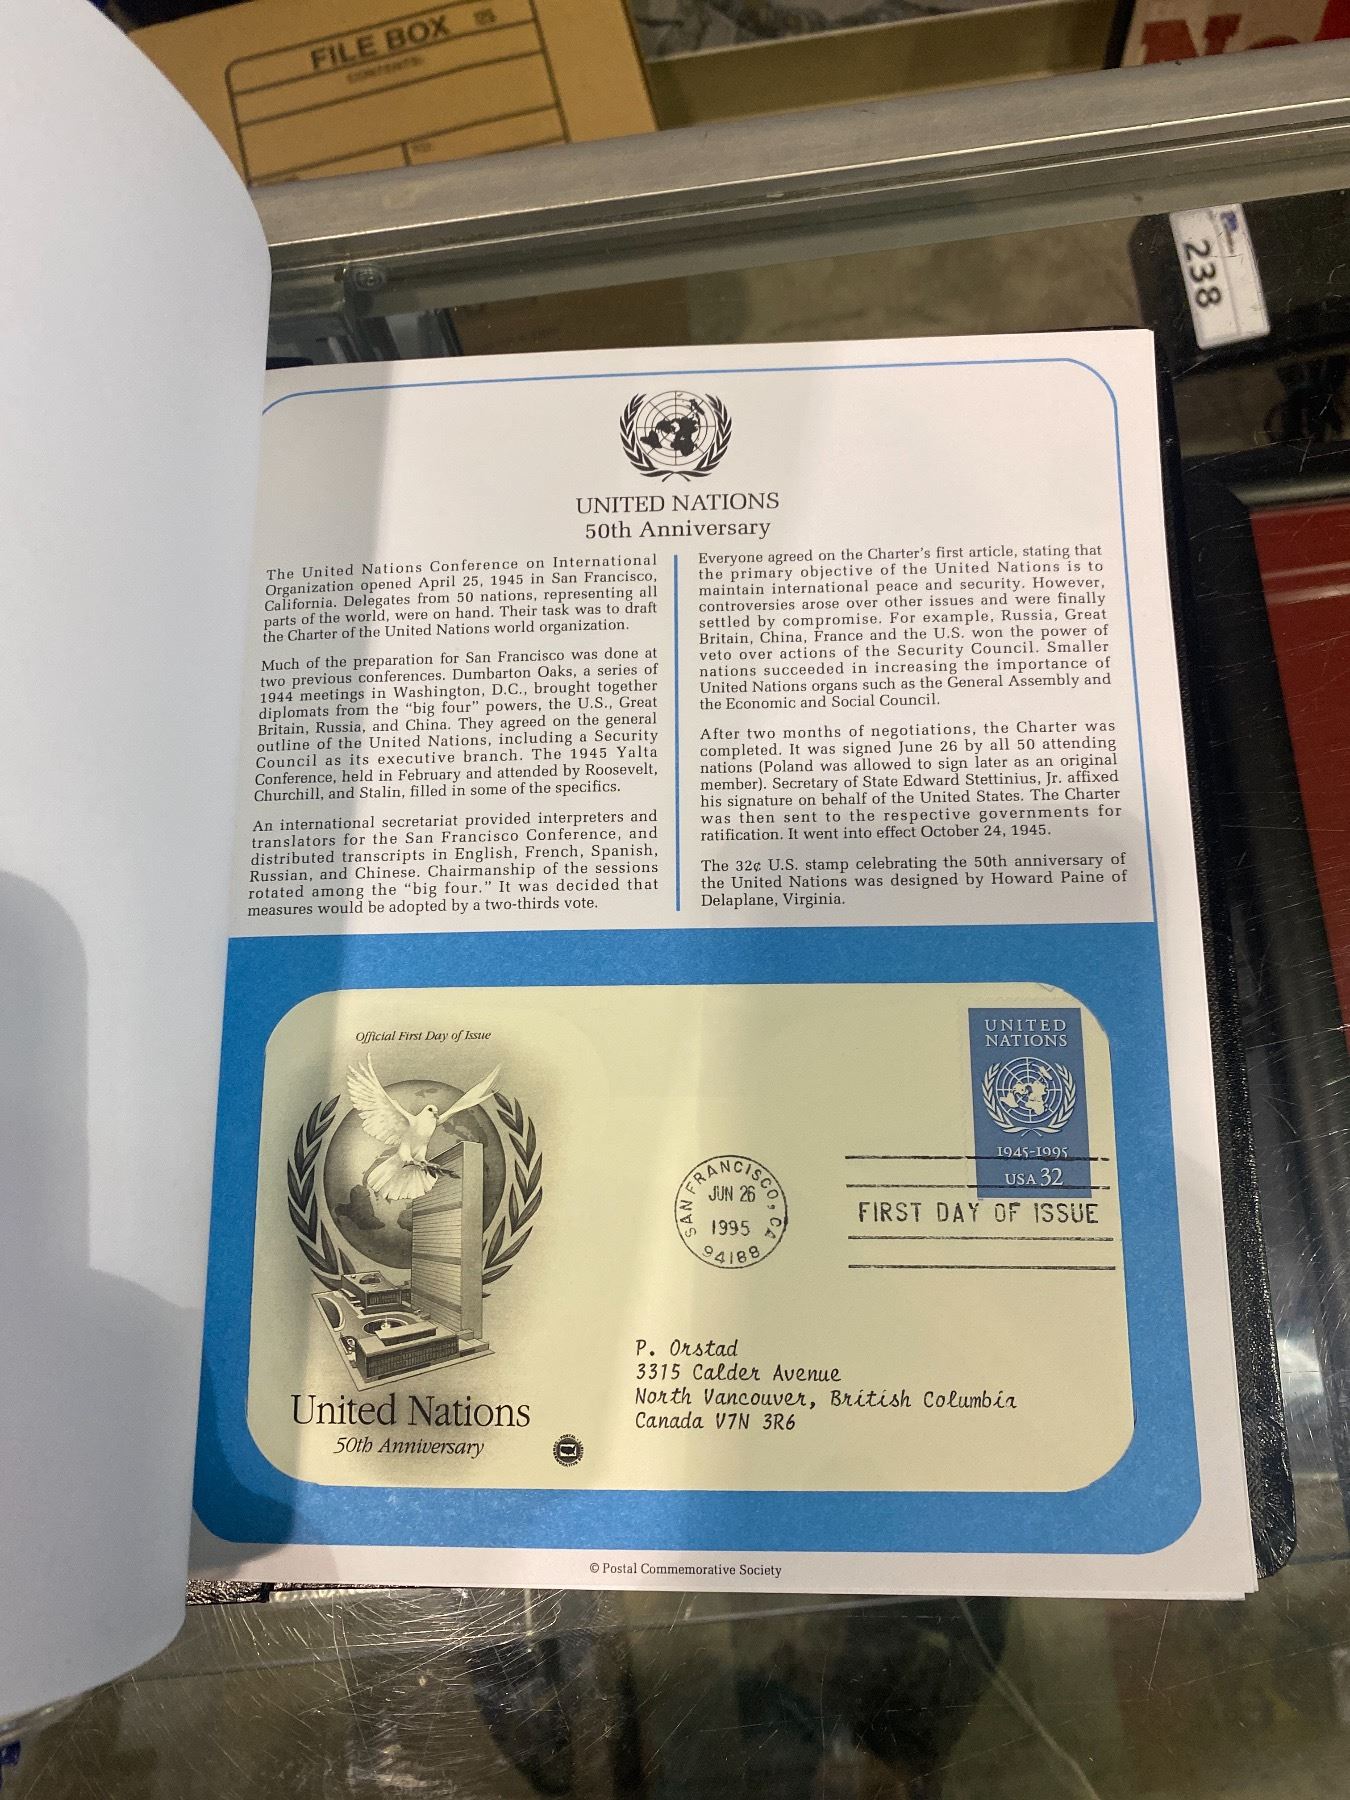 FILE BOX
CONTENTS:
238
UNITED NATIONS
50th Anniversary
The United Nations Conference on International
Organization opened April 25, 1945 in San Francisco,
California. Delegates from 50 nations, representing all
parts of the world, were on hand. Their task was to draft
the Charter of the United Nations world organization.
Much of the preparation for San Francisco was done at
two previous conferences. Dumbarton Oaks, a series of
1944 meetings in Washington, D.C., brought together
diplomats from the “big four” powers, the U.S., Great
Britain, Russia, and China. They agreed on the general
outline of the United Nations, including a Security
Council as its executive branch. The 1945 Yalta
Conference, held in February and attended by Roosevelt,
Churchill, and Stalin, filled in some of the specifics.
An international secretariat provided interpreters and
translators for the San Francisco Conference, and
distributed transcripts in English, French, Spanish,
Russian, and Chinese. Chairmanship of the sessions
rotated among the “big four.” It was decided that
measures would be adopted by a two-thirds vote.
Everyone agreed on the Charter’s first article, stating that
the primary objective of the United Nations is to
maintain international peace and security. However,
controversies arose over other issues and were finally
settled by compromise. For example, Russia, Great
Britain, China, France and the U.S. won the power of
veto over actions of the Security Council. Smaller
nations succeeded in increasing the importance of
United Nations organs such as the General Assembly and
the Economic and Social Council.
After two months of negotiations, the Charter was
completed. It was signed June 26 by all 50 attending
nations (Poland was allowed to sign later as an original
member). Secretary of State Edward Stettinius, Jr. affixed
his signature on behalf of the United States. The Charter
was then sent to the respective governments for
ratification. It went into effect October 24, 1945.
The 32¢ U.S. stamp celebrating the 50th anniversary of
the United Nations was designed by Howard Paine of
Delaplane, Virginia.
Official First Day of Issue
United Nations
50th Anniversary
SAN FRANCISCO, CA
JUN 26
1995
94188
UNITED
NATIONS
1945-1995
USA 32
FIRST DAY OF ISSUE
P. Orstad
3315 Calder Avenue
North Vancouver, British Columbia
Canada V7N 3R6
© Postal Commemorative Society